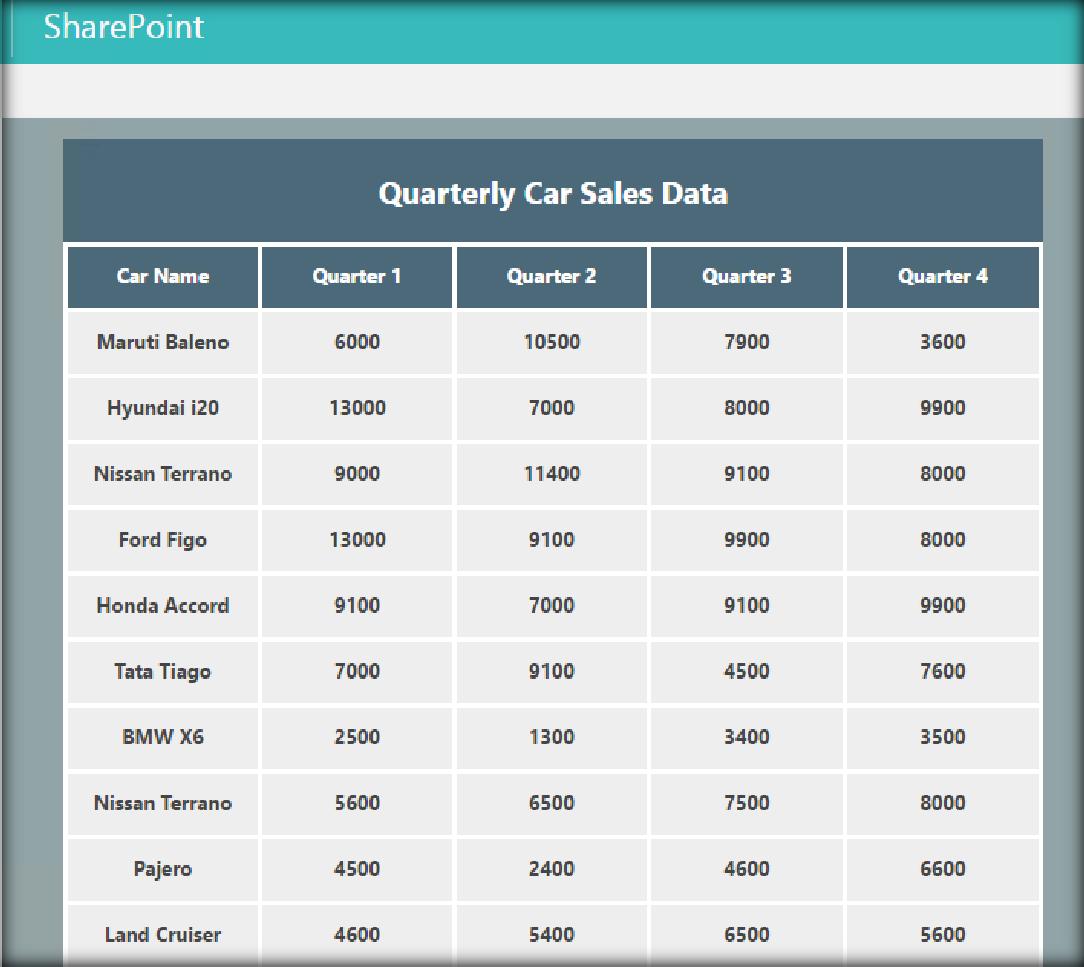 SharePoint
Quarterly Car Sales Data
Car Name Quarter 1 Quarter 2 Quarter 3 Quarter 4
Maruti Baleno 6000 10500 7900 3600
Hyundai i20 13000 7000 8000 9900
Nissan Terrano 9000 11400 9100 8000
Ford Figo 13000 9100 9900 8000
Honda Accord 9100 7000 9100 9900
Tata Tiago 7000 9100 4500 7600
BMW X6 2500 1300 3400 3500
Nissan Terrano 5600 6500 7500 8000
Pajero 4500 2400 4600 6600
Land Cruiser 4600 5400 6500 5600